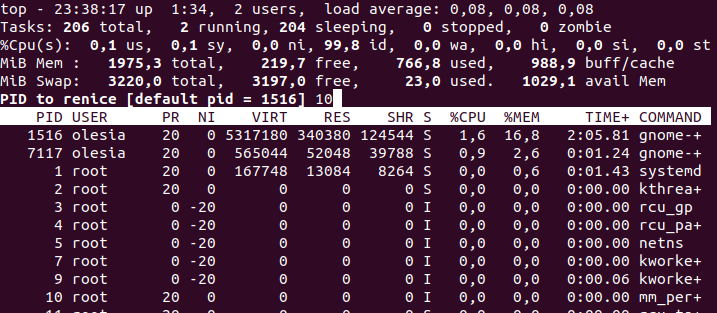 top - 23:38:17 up  1:34,  2 users,  load average: 0,08, 0,08, 0,08
Tasks: 206 total,   2 running, 204 sleeping,   0 stopped,   0 zombie
%Cpu(s):  0,1 us,  0,1 sy,  0,0 ni, 99,8 id,  0,0 wa,  0,0 hi,  0,0 si,  0,0 st
MiB Mem :   1975,3 total,    219,7 free,    766,8 used,    988,9 buff/cache
MiB Swap:   3220,0 total,   3197,0 free,     23,0 used.   1029,1 avail Mem
PID to renice [default pid = 1516] 10
    PID USER      PR  NI    VIRT    RES    SHR S  %CPU  %MEM     TIME+ COMMAND
   1516 olesia    20   0 5317180 340380 124544 S   1,6  16,8   2:05.81 gnome-+
   7117 olesia    20   0  565044  52048  39788 S   0,9   2,6   0:01.24 gnome-+
      1 root      20   0  167748  13084   8264 S   0,0   0,6   0:01.43 systemd
      2 root      20   0       0      0      0 S   0,0   0,0   0:00.00 kthrea+
      3 root       0 -20       0      0      0 I   0,0   0,0   0:00.00 rcu_gp
      4 root       0 -20       0      0      0 I   0,0   0,0   0:00.00 rcu_pa+
      5 root       0 -20       0      0      0 I   0,0   0,0   0:00.00 netns
      7 root       0 -20       0      0      0 I   0,0   0,0   0:00.00 kworke+
      9 root       0 -20       0      0      0 I   0,0   0,0   0:00.06 kworke+
     10 root      20   0       0      0      0 I   0,0   0,0   0:00.00 mm_per+